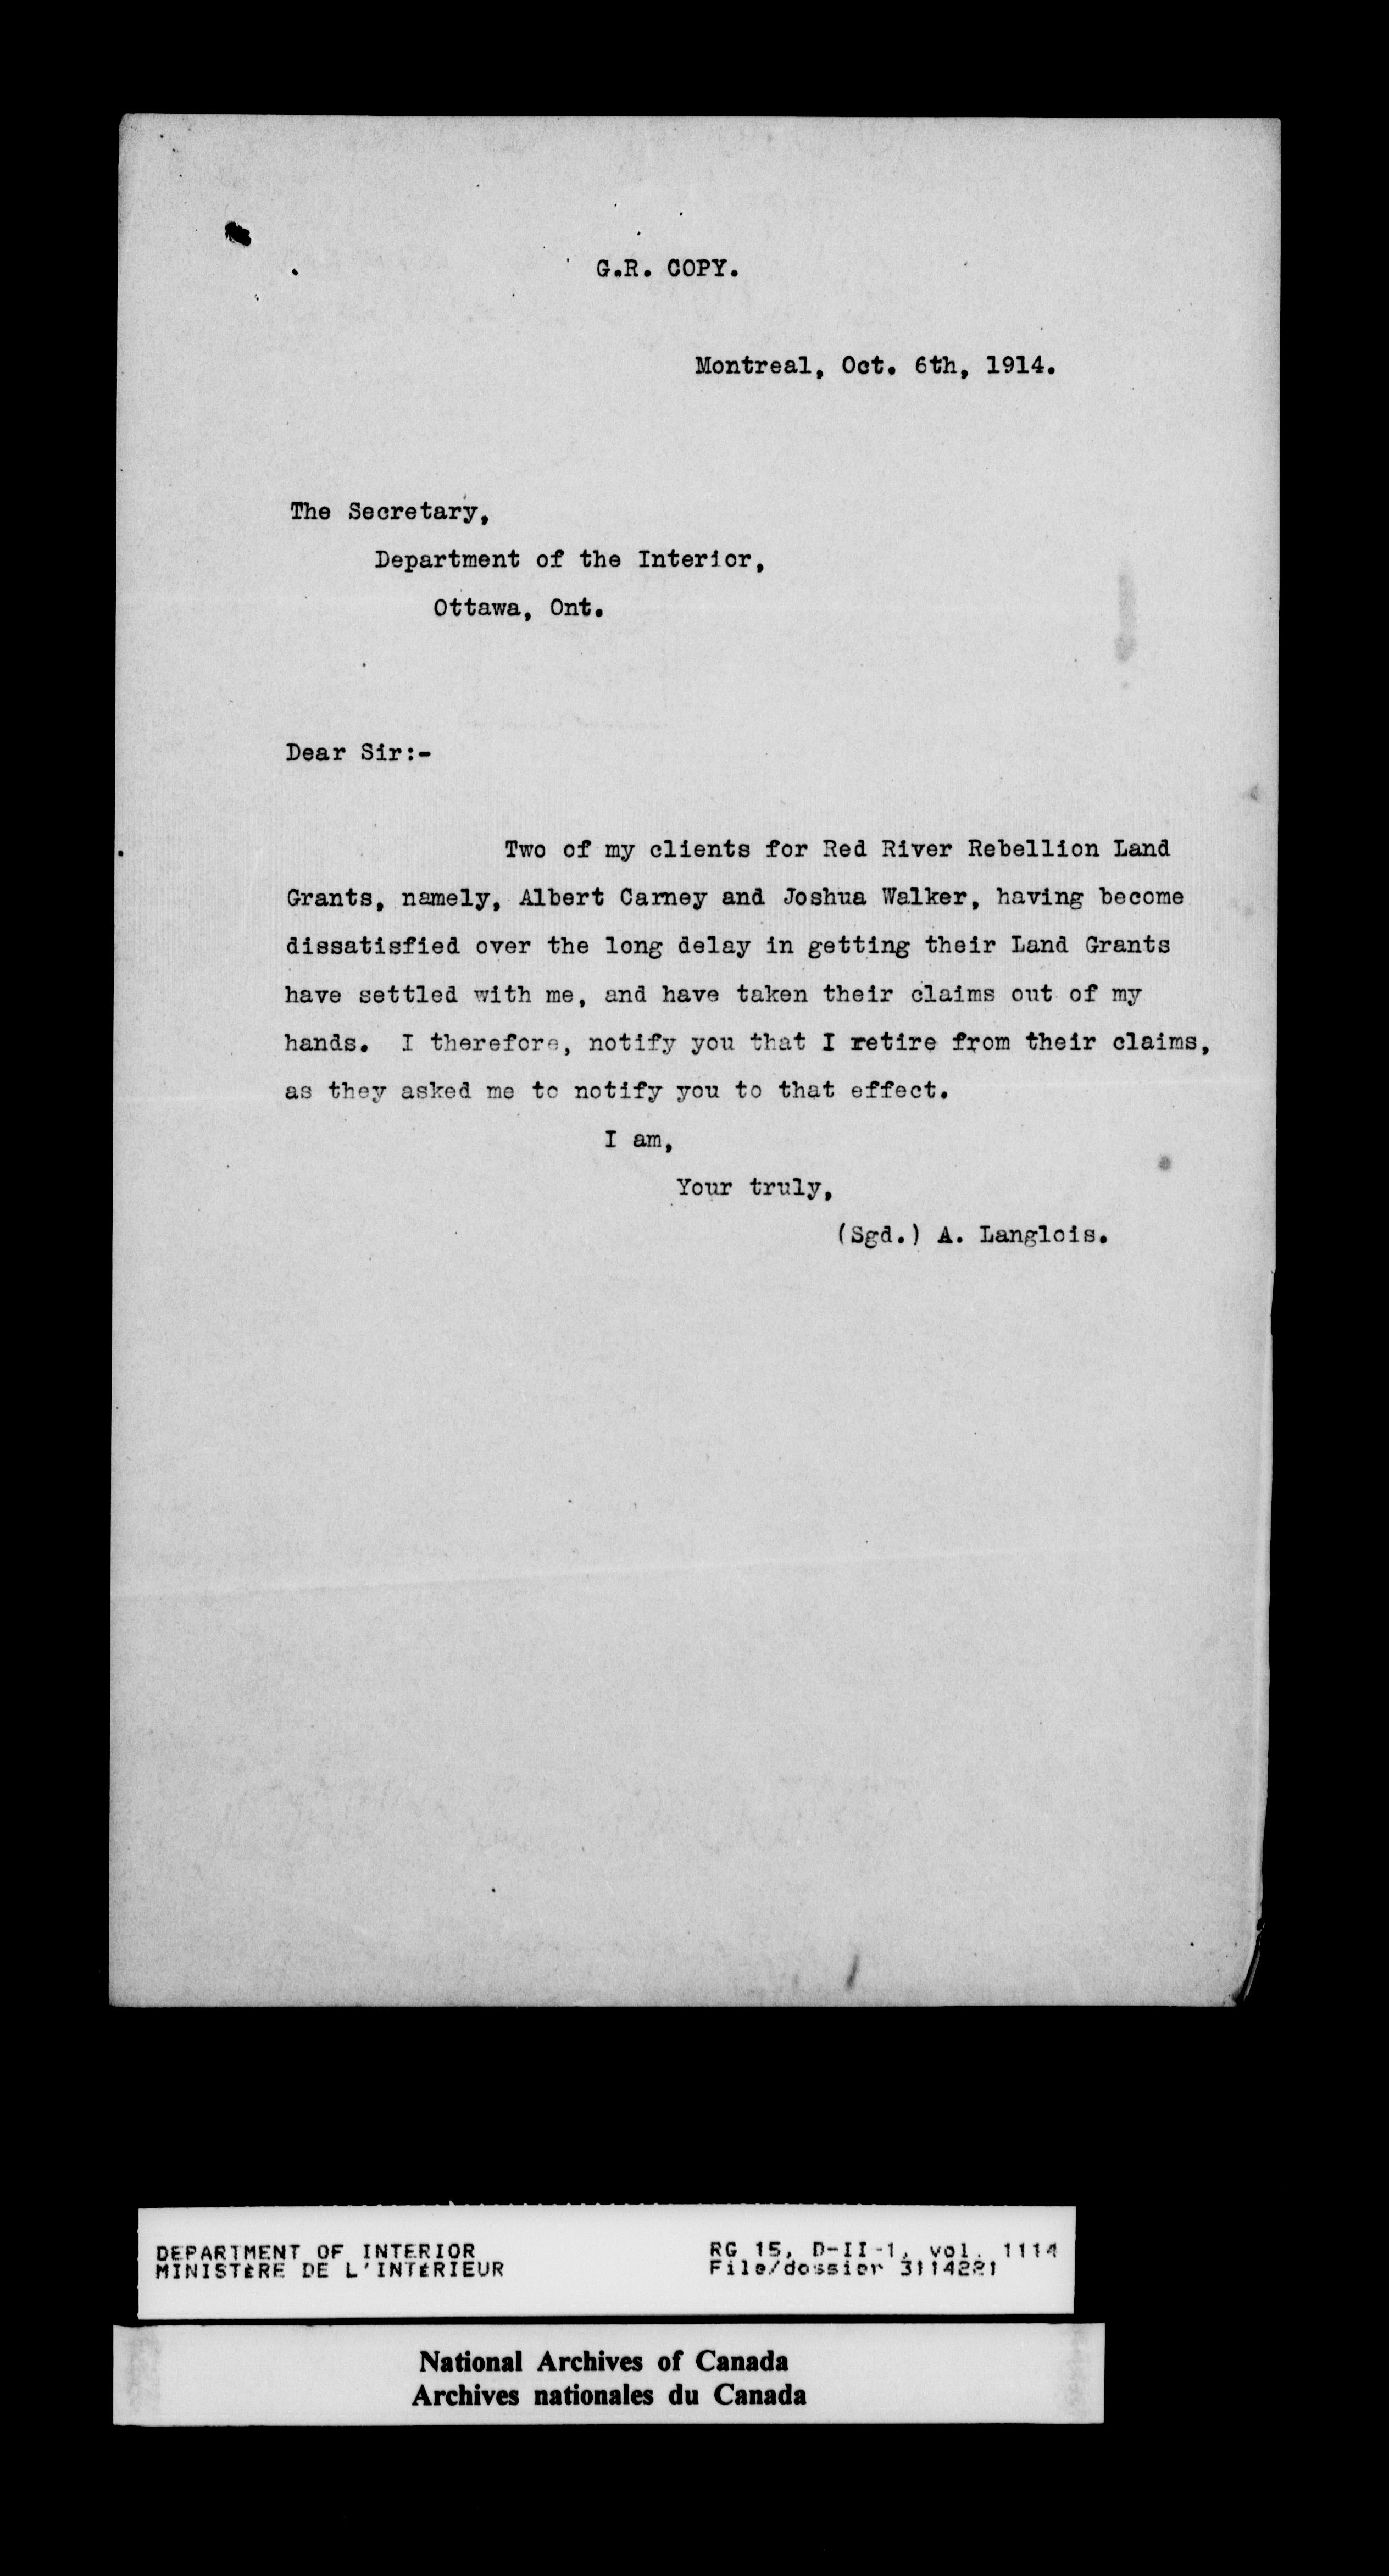 G.R. COPY.
Montreal, Oct. 6th, 1914.
The Secretary,
Department of the Interior,
Ottawa, Ont.
Dear Sir:-
Two of my clients for Red River Rebellion Land
Grants, namely, Albert Carney and Joshua Walker, having become
dissatisfied over the long delay in getting their Land Grants
have settled with me, and have taken their claims out of my
hands. I therefore, notify you that I retire from their claims,
as they asked me to notify you to that effect.
I am,
Your truly,
(Sgd.) A. Langlois.
DEPARTMENT OF INTERIOR
MINISTÈRE DE L'INTÉRIEUR
RG 15, D-II-1, vol. 1114
File/dossier 3114221
National Archives of Canada
Archives nationales du Canada